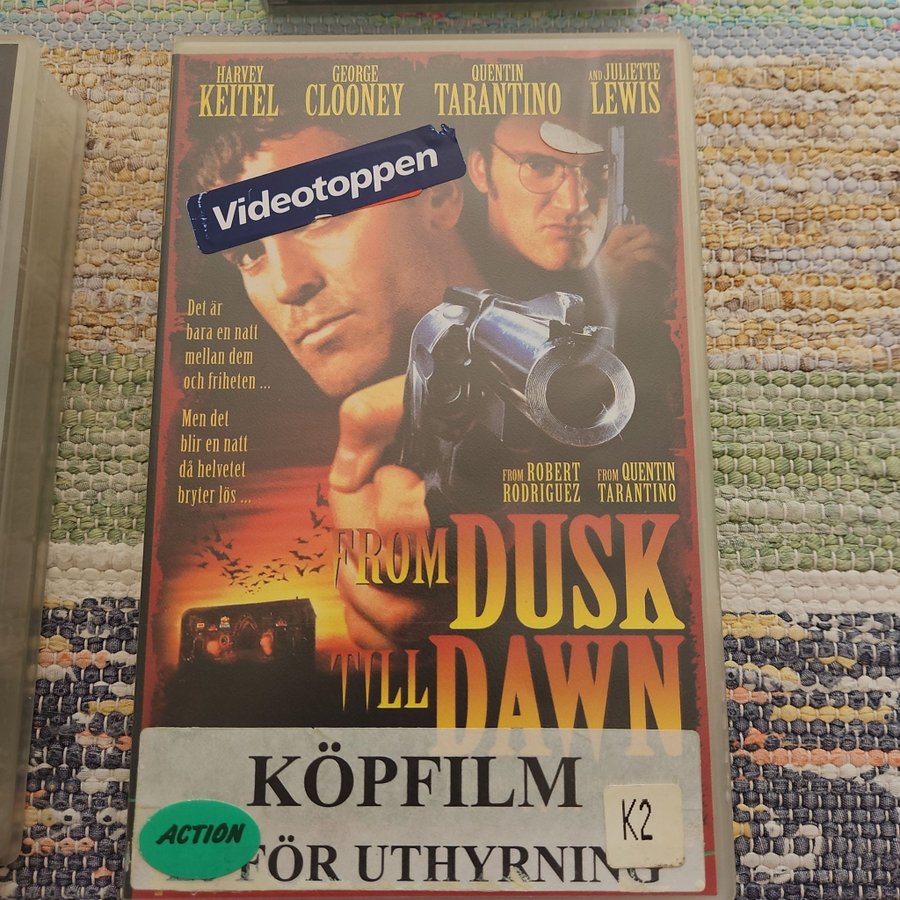 HARVEY KEITEL
GEORGE CLOONEY
QUENTIN TARANTINO
AND JULIETTE LEWIS
Videotoppen
Det är
bara en natt
mellan dem
och friheten ...
Men det
blir en natt
då helvetet
bryter lös ...
FROM ROBERT RODRIGUEZ
FROM QUENTIN TARANTINO
FROM DUSK
TILL DAWN
KÖPFILM
ACTION
K2
FÖR UTHYRNING